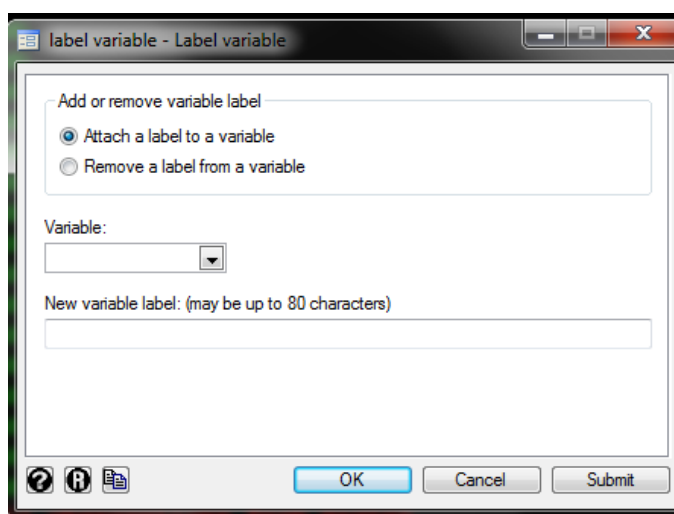 label variable - Label variable
Add or remove variable label
Attach a label to a variable
Remove a label from a variable
Variable:
New variable label: (may be up to 80 characters)
? R OK Cancel Submit